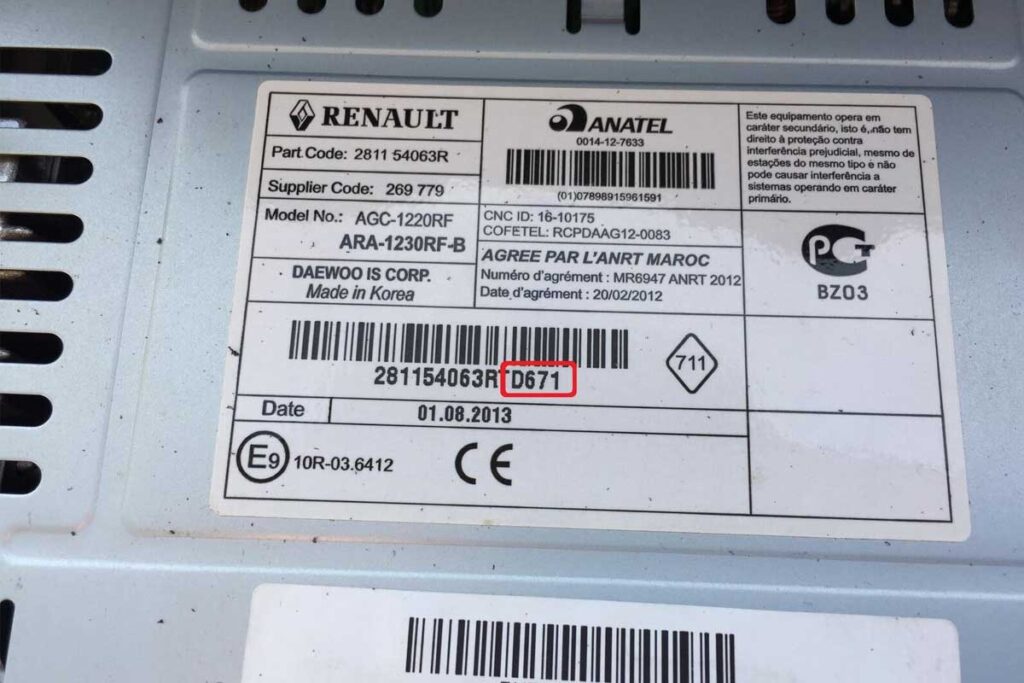 RENAULT
Part Code: 2811 54063R
Supplier Code: 269 779
Model No.: AGC-1220RF
ARA-1230RF-B
DAEWOO IS CORP.
Made in Korea
ANATEL
0014-12-7633
(01)07898915961591
CNC ID: 16-10175
COFETEL: RCPDAAG12-0083
AGREE PAR L'ANRT MAROC
Numéro d'agrément : MR6947 ANRT 2012
Date d'agrément : 20/02/2012
Este equipamento opera em
caráter secundário, isto é, não tem
direito à proteção contra
interferência prejudicial, mesmo de
estações do mesmo tipo e não
pode causar interferência a
sistemas operando em caráter
primário.
PCT
BZ03
281154063RTD671
711
Date 01.08.2013
E9 10R-03.6412
CE